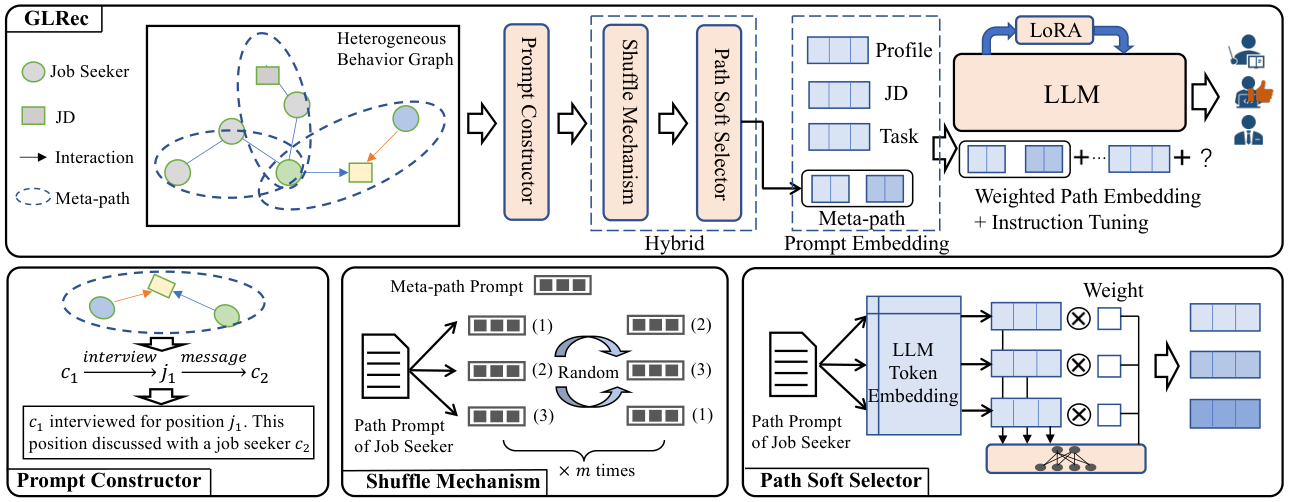 GLRec
Job Seeker
JD
Interaction
Meta-path
Heterogeneous
Behavior Graph
Prompt Constructor
Shuffle Mechanism
Path Soft Selector
Hybrid
Profile
JD
Task
Meta-path
Prompt Embedding
LoRA
LLM
+ ··· + ?
Weighted Path Embedding
+ Instruction Tuning
interview message
c₁ j₁ c₂
c₁ interviewed for position j₁. This
position discussed with a job seeker c₂
Prompt Constructor
Meta-path Prompt
(1) (2)
(2) Random (3)
(3) (1)
Path Prompt
of Job Seeker
× m times
Shuffle Mechanism
Weight
LLM
Token
Embedding
Path Prompt
of Job Seeker
Path Soft Selector